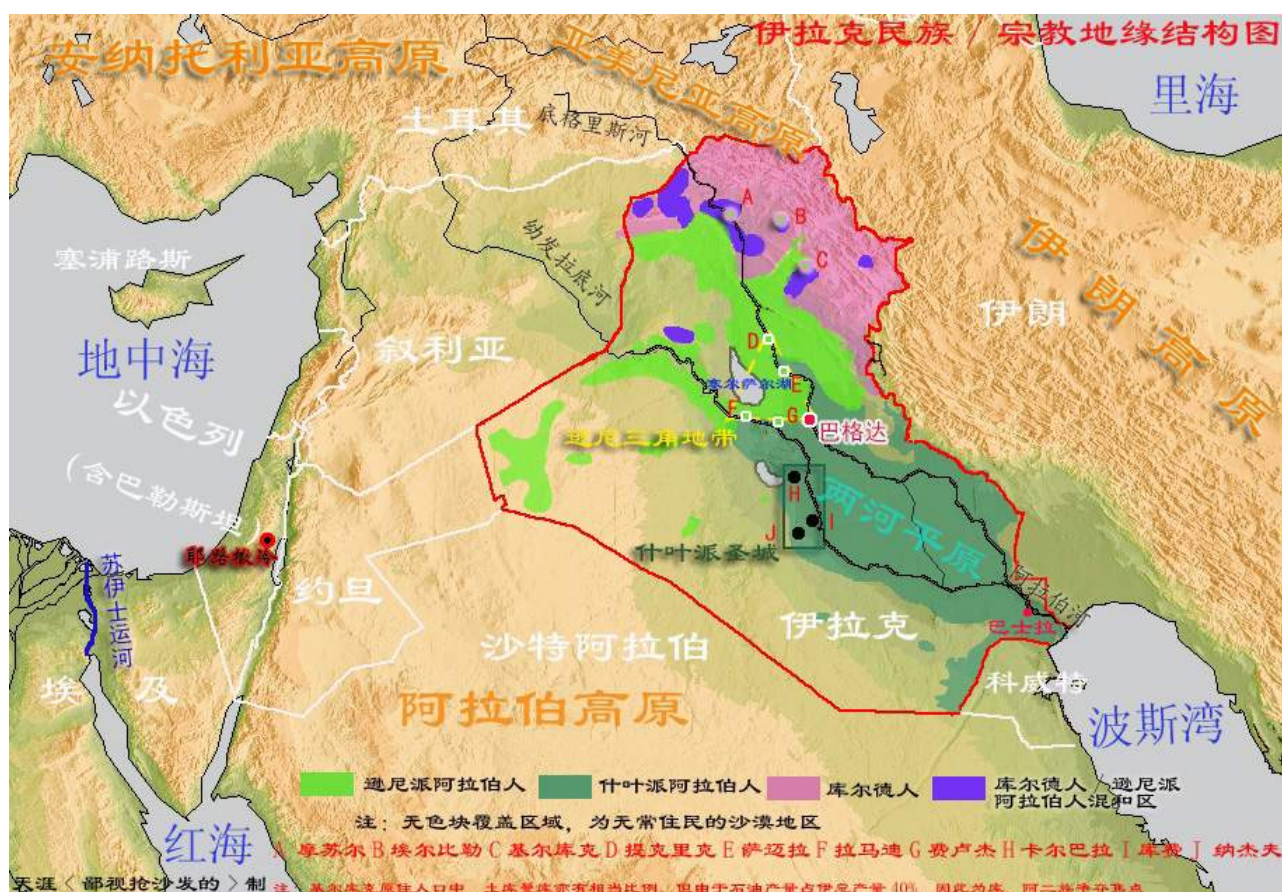 伊拉克民族/宗教地缘结构图
安纳托利亚高原
亚美尼亚高原
里海
土耳其
底格里斯河
幼发拉底河
塞浦路斯
地中海
叙利亚
伊朗
伊朗高原
以色列
(含巴勒斯坦)
A
B
C
D
E
塞尔萨尔湖
F
G
巴格达
逊尼三角地带
H
I
J
两河平原
什叶派圣城
耶路撒冷
苏伊士运河
约旦
阿拉伯河
巴士拉
伊拉克
沙特阿拉伯
埃及
科威特
阿拉伯高原
波斯湾
逊尼派阿拉伯人
什叶派阿拉伯人
库尔德人
库尔德人/逊尼派
阿拉伯人混和区
注:无色块覆盖区域,为无常住民的沙漠地区
红海
A 摩苏尔 B 埃尔比勒 C 基尔库克 D 提克里克 E 萨迈拉 F 拉马迪 G 费卢杰 H 卡尔巴拉 I 库费 J 纳杰夫
天涯<鄙视抢沙发的>制